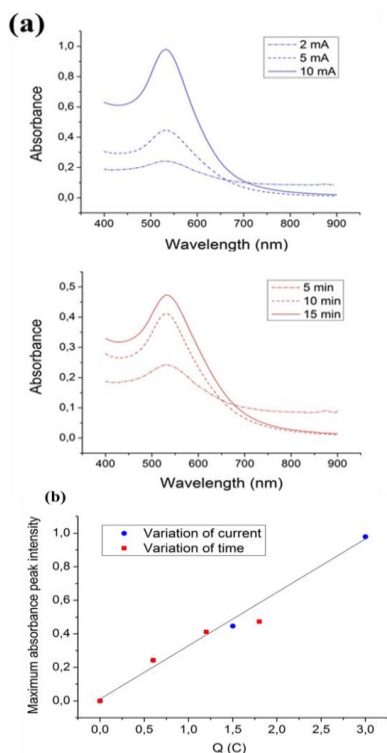 (a)
1,0
0,8
0,6
0,4
0,2
0,0
Absorbance
2 mA
5 mA
10 mA
400 500 600 700 800 900
Wavelength (nm)
0,5
0,4
0,3
0,2
0,1
0,0
Absorbance
5 min
10 min
15 min
400 500 600 700 800 900
Wavelength (nm)
(b)
Maximum absorbance peak intensity
1,0
0,8
0,6
0,4
0,2
0,0
Variation of current
Variation of time
0,0 0,5 1,0 1,5 2,0 2,5 3,0
Q (C)